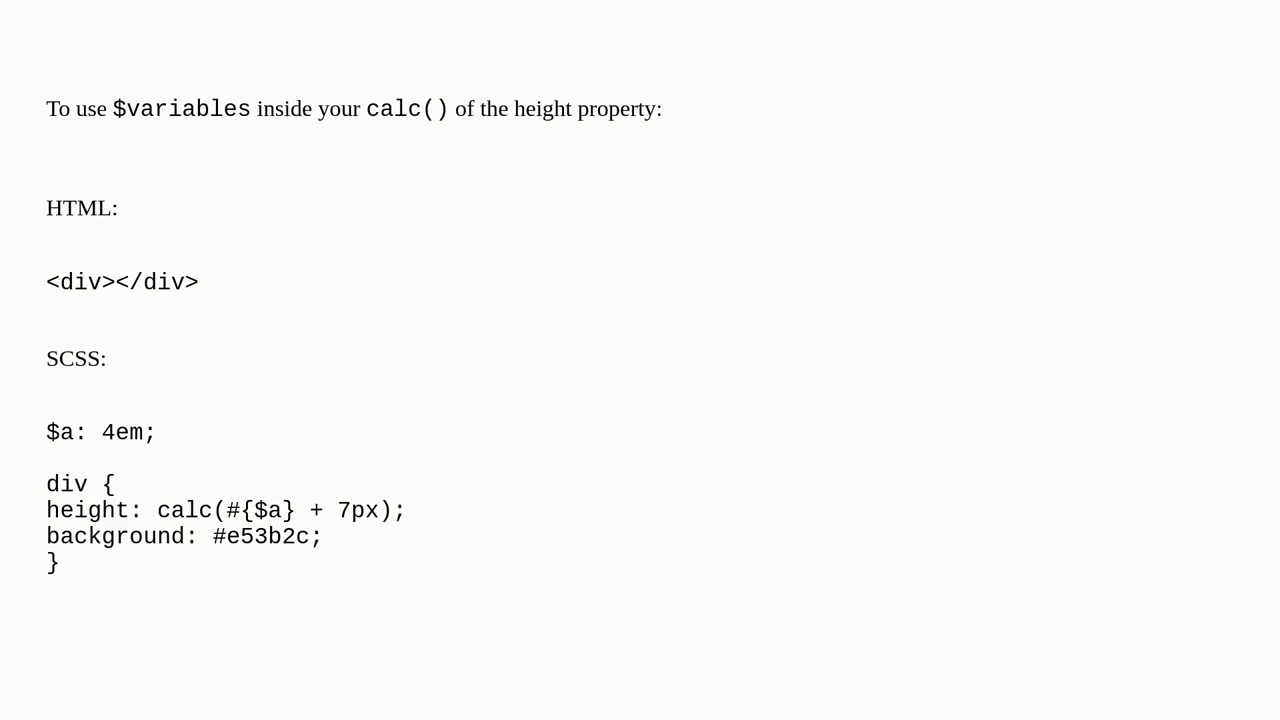 To use $variables inside your calc() of the height property:
HTML:
<div></div>
SCSS:
$a: 4em;
div {
height: calc(#{$a} + 7px);
background: #e53b2c;
}